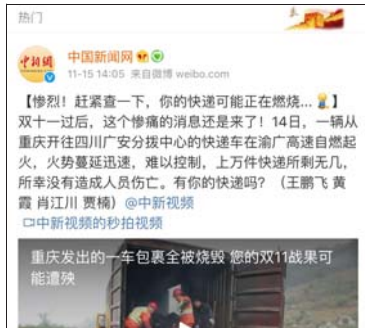 热门
中国新闻网
11-15 14:05 来自微博 weibo.com
【惨烈!赶紧查一下,你的快递可能正在燃烧...🕯️】
双十一过后,这个惨痛的消息还是来了!14日,一辆从
重庆开往四川广安分拨中心的快递车在渝广高速自燃起
火,火势蔓延迅速,难以控制,上万件快递所剩无几,
所幸没有造成人员伤亡。有你的快递吗?(王鹏飞 黄
霞 肖江川 贾楠)@中新视频
中新视频的秒拍视频
重庆发出的一车包裹全被烧毁 您的双11战果可
能遭殃
中新網